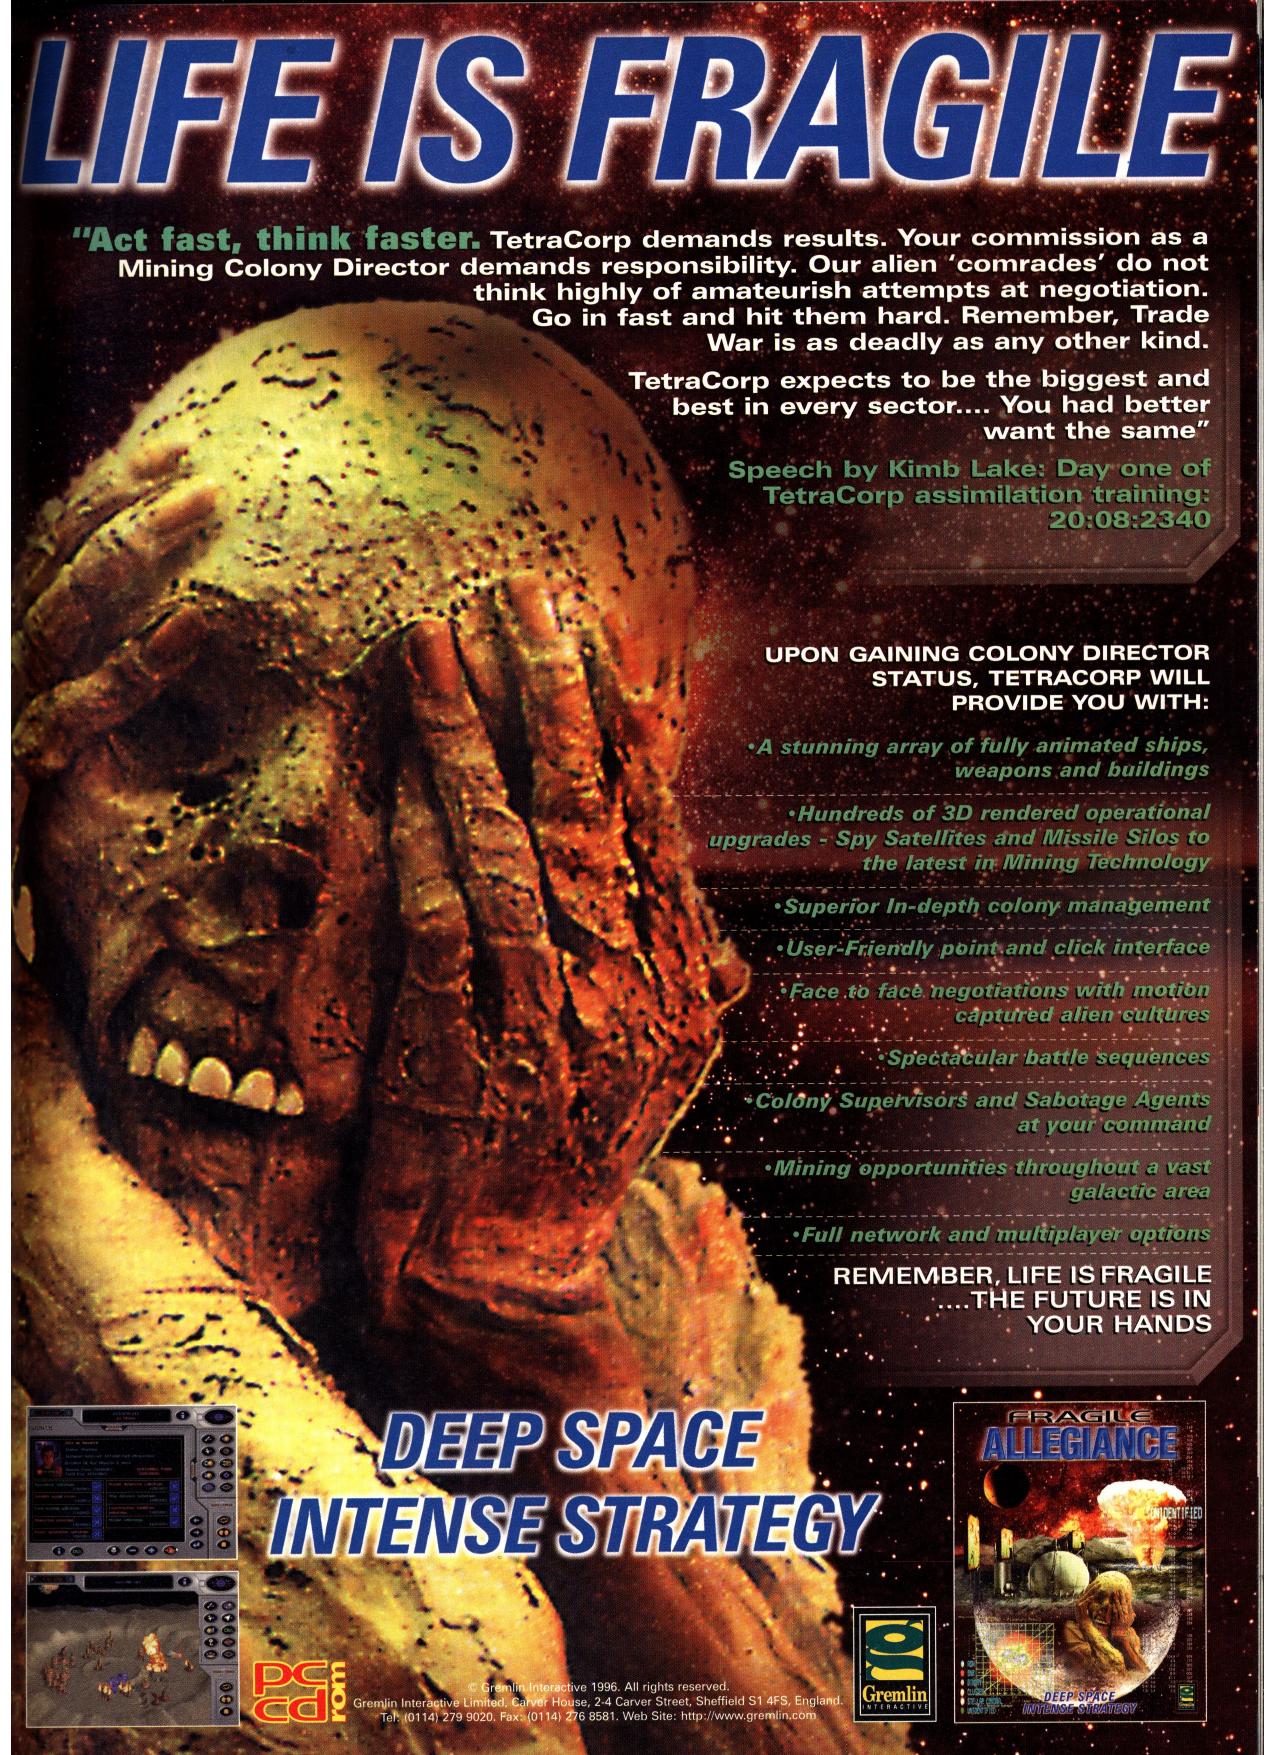 LIFE IS FRAGILE
"Act fast, think faster. TetraCorp demands results. Your commission as a
Mining Colony Director demands responsibility. Our alien 'comrades' do not
think highly of amateurish attempts at negotiation.
Go in fast and hit them hard. Remember, Trade
War is as deadly as any other kind.
TetraCorp expects to be the biggest and
best in every sector.... You had better
want the same"
Speech by Kimb Lake: Day one of
TetraCorp assimilation training:
20:08:2340
UPON GAINING COLONY DIRECTOR
STATUS, TETRACORP WILL
PROVIDE YOU WITH:
•A stunning array of fully animated ships,
weapons and buildings
•Hundreds of 3D rendered operational
upgrades - Spy Satellites and Missile Silos to
the latest in Mining Technology
•Superior In-depth colony management
•User-Friendly point and click interface
•Face to face negotiations with motion
captured alien cultures
•Spectacular battle sequences
•Colony Supervisors and Sabotage Agents
at your command
•Mining opportunities throughout a vast
galactic area
•Full network and multiplayer options
REMEMBER, LIFE IS FRAGILE
....THE FUTURE IS IN
YOUR HANDS
DEEP SPACE
INTENSE STRATEGY
FRAGILE
ALLEGIANCE
UNIDENTIFIED
DEEP SPACE
INTENSE STRATEGY
pc
cd rom
© Gremlin Interactive 1996. All rights reserved.
Gremlin Interactive Limited, Carver House, 2-4 Carver Street, Sheffield S1 4FS, England.
Tel: (0114) 279 9020. Fax: (0114) 276 8581. Web Site: http://www.gremlin.com
Gremlin
INTERACTIVE